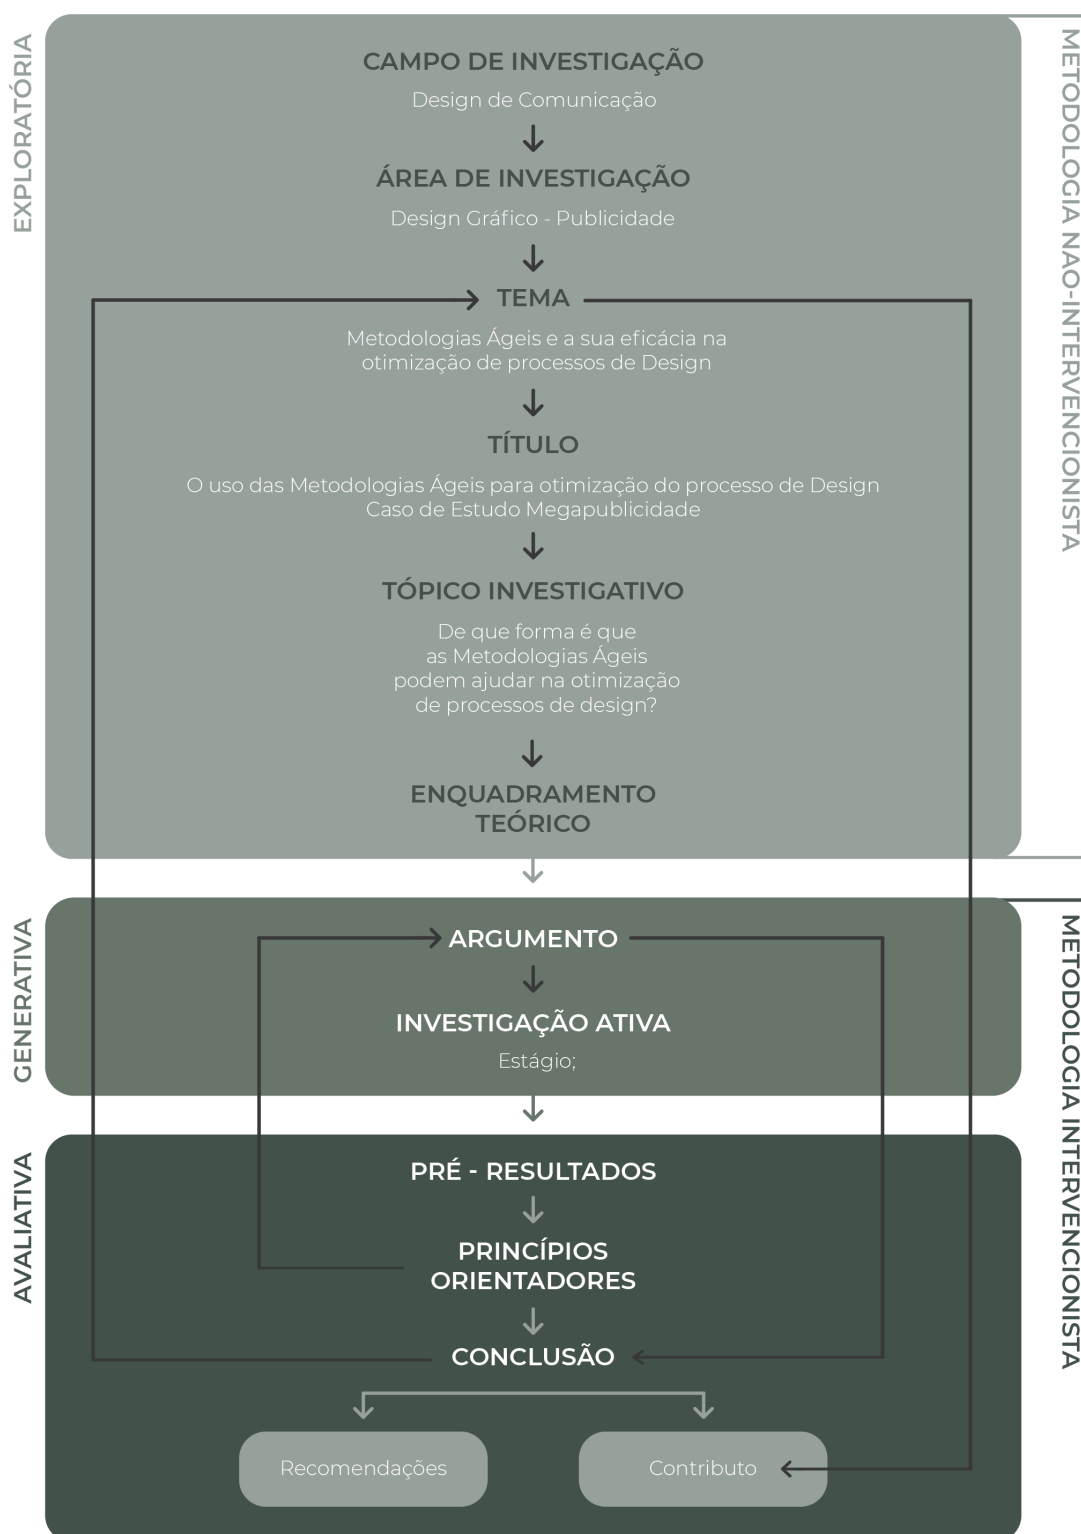 EXPLORATÓRIA
CAMPO DE INVESTIGAÇÃO
Design de Comunicação
ÁREA DE INVESTIGAÇÃO
Design Gráfico - Publicidade
TEMA
Metodologias Ágeis e a sua eficácia na
otimização de processos de Design
TÍTULO
O uso das Metodologias Ágeis para otimização do processo de Design
Caso de Estudo Megapublicidade
TÓPICO INVESTIGATIVO
De que forma é que
as Metodologias Ágeis
podem ajudar na otimização
de processos de design?
ENQUADRAMENTO
TEÓRICO
METODOLOGIA NAO-INTERVENCIONISTA
GENERATIVA
ARGUMENTO
INVESTIGAÇÃO ATIVA
Estágio;
AVALIATIVA
PRÉ - RESULTADOS
PRINCÍPIOS
ORIENTADORES
CONCLUSÃO
Recomendações
Contributo
METODOLOGIA INTERVENCIONISTA